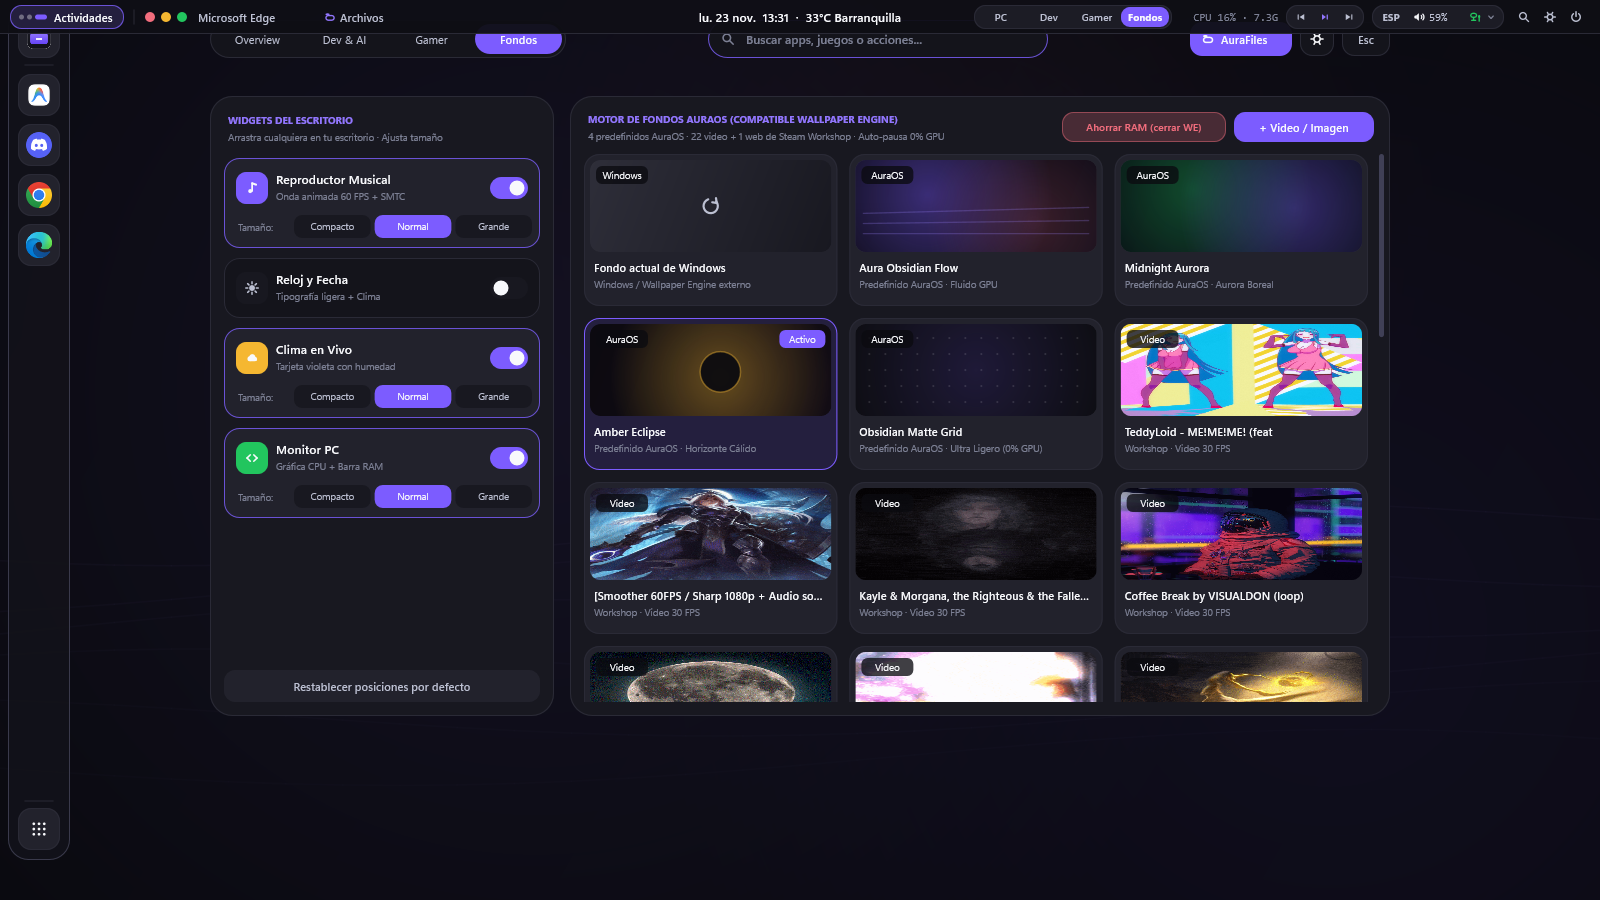 Actividades
Microsoft Edge
Archivos
lu. 23 nov. 13:31 · 33°C Barranquilla
PC
Dev
Gamer
Fondos
CPU 16% · 7.3G
ESP
59%
Overview
Dev & AI
Gamer
Fondos
Buscar apps, juegos o acciones...
AuraFiles
Esc
WIDGETS DEL ESCRITORIO
Arrastra cualquiera en tu escritorio · Ajusta tamaño
Reproductor Musical
Onda animada 60 FPS + SMTC
Tamaño:
Compacto
Normal
Grande
Reloj y Fecha
Tipografía ligera + Clima
Clima en Vivo
Tarjeta violeta con humedad
Tamaño:
Compacto
Normal
Grande
Monitor PC
Gráfica CPU + Barra RAM
Tamaño:
Compacto
Normal
Grande
Restablecer posiciones por defecto
MOTOR DE FONDOS AURAOS (COMPATIBLE WALLPAPER ENGINE)
4 predefinidos AuraOS · 22 video + 1 web de Steam Workshop · Auto-pausa 0% GPU
Ahorrar RAM (cerrar WE)
+ Video / Imagen
Windows
Fondo actual de Windows
Windows / Wallpaper Engine externo
AuraOS
Aura Obsidian Flow
Predefinido AuraOS · Fluido GPU
AuraOS
Midnight Aurora
Predefinido AuraOS · Aurora Boreal
AuraOS
Activo
Amber Eclipse
Predefinido AuraOS · Horizonte Cálido
AuraOS
Obsidian Matte Grid
Predefinido AuraOS · Ultra Ligero (0% GPU)
Video
TeddyLoid - ME!ME!ME! (feat
Workshop · Video 30 FPS
Video
[Smoother 60FPS / Sharp 1080p + Audio so...
Workshop · Video 30 FPS
Video
Kayle & Morgana, the Righteous & the Falle...
Workshop · Video 30 FPS
Video
Coffee Break by VISUALDON (loop)
Workshop · Video 30 FPS
Video
Video
Video